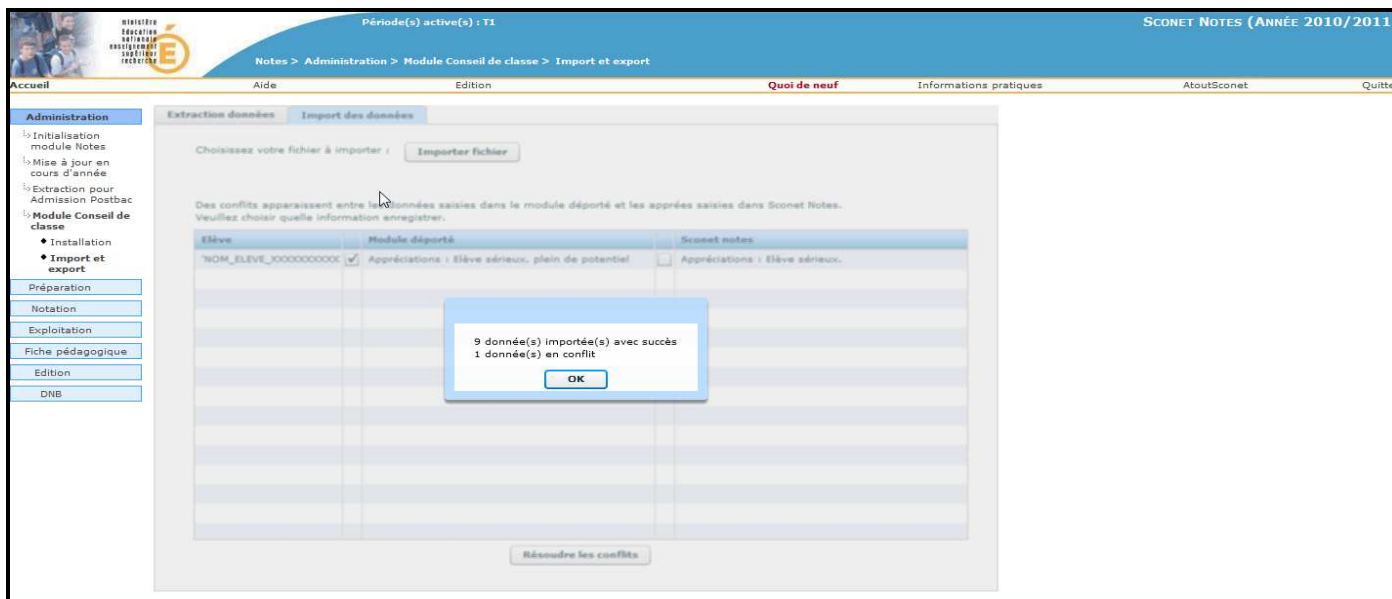 ministère
éducation
nationale
enseignement
supérieur
recherche
Période(s) active(s) : T1
SCONET NOTES (ANNÉE 2010/2011
Notes > Administration > Module Conseil de classe > Import et export
Accueil
Aide
Edition
Quoi de neuf
Informations pratiques
AtoutSconet
Quitte
Administration
Initialisation
module Notes
Mise à jour en
cours d'année
Extraction pour
Admission Postbac
Module Conseil de
classe
Installation
Import et
export
Préparation
Notation
Exploitation
Fiche pédagogique
Edition
DNB
Extraction données
Import des données
Choisissez votre fichier à importer :
Importer fichier
Des conflits apparaissent entre les données saisies dans le module déporté et les apprées saisies dans Sconet Notes.
Veuillez choisir quelle information enregistrer.
Elève
Module déporté
Sconet notes
'NOM_ELEVE_XXXXXXXXXX
Appréciations : Elève sérieux, plein de potentiel
Appréciations : Elève sérieux.
9 donnée(s) importée(s) avec succès
1 donnée(s) en conflit
OK
Résoudre les conflits